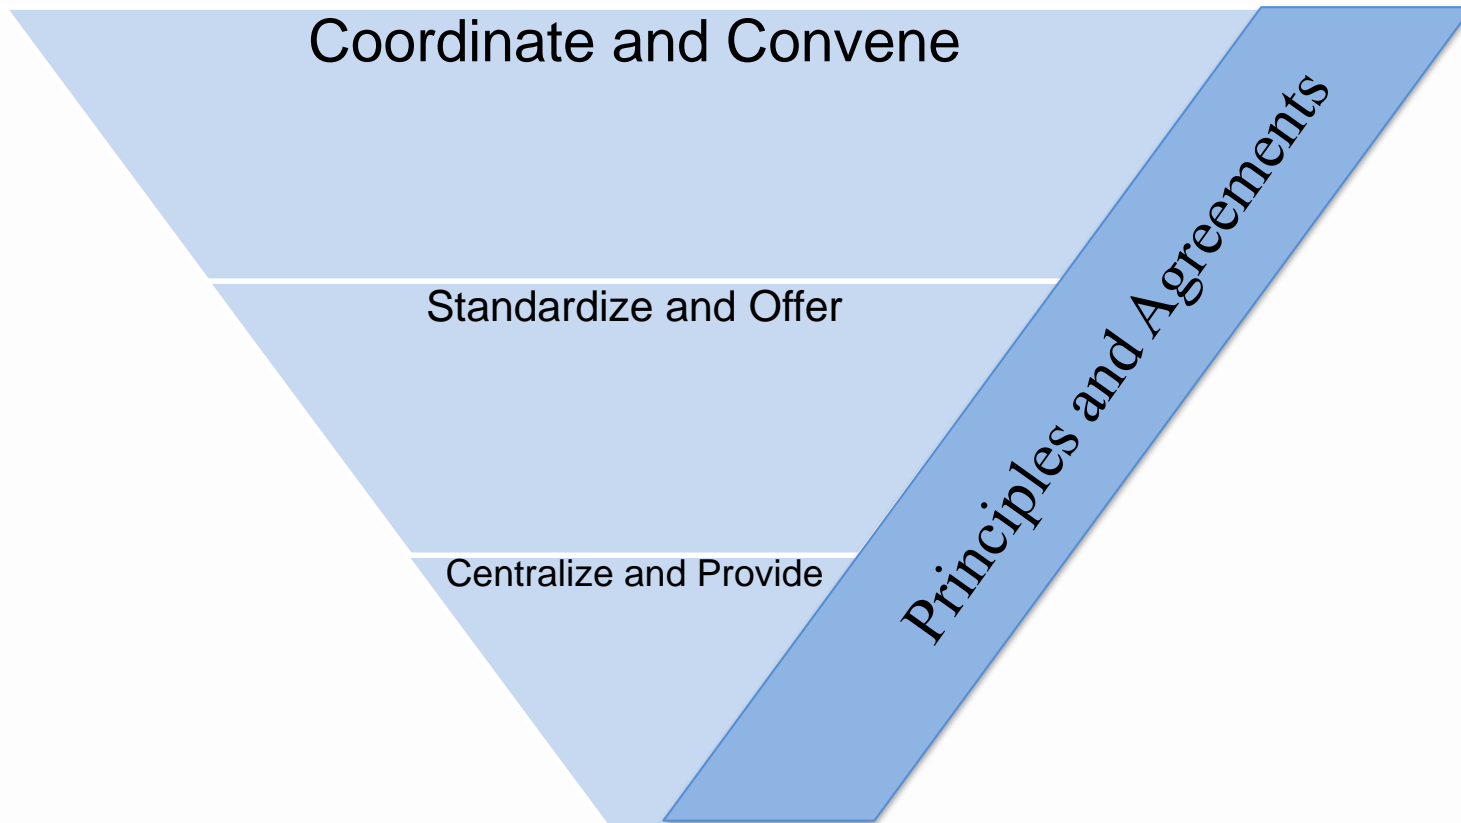 Coordinate and Convene
Standardize and Offer
Centralize and Provide
Principles and Agreements